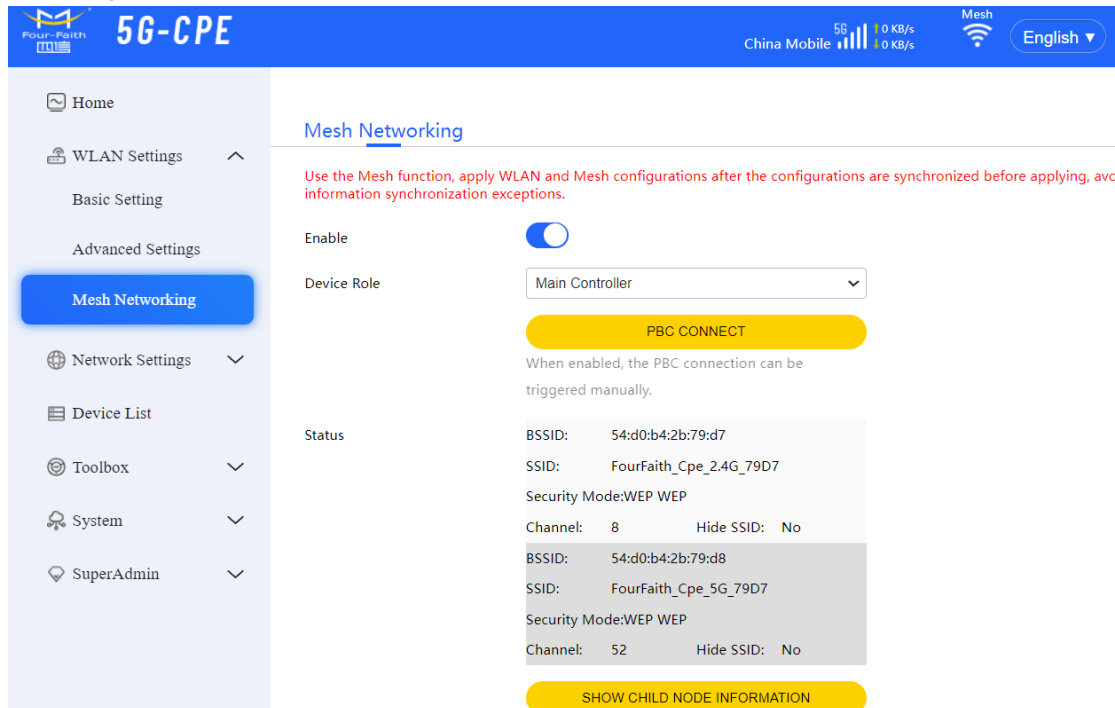 Four-Faith
四信
5G-CPE
5G
China Mobile
0 KB/s
0 KB/s
Mesh
English ▼
Home
WLAN Settings
Basic Setting
Advanced Settings
Mesh Networking
Network Settings
Device List
Toolbox
System
SuperAdmin
Mesh Networking
Use the Mesh function, apply WLAN and Mesh configurations after the configurations are synchronized before applying, avo
information synchronization exceptions.
Enable
Device Role
Main Controller
PBC CONNECT
When enabled, the PBC connection can be
triggered manually.
Status
BSSID: 54:d0:b4:2b:79:d7
SSID: FourFaith_Cpe_2.4G_79D7
Security Mode:WEP WEP
Channel: 8 Hide SSID: No
BSSID: 54:d0:b4:2b:79:d8
SSID: FourFaith_Cpe_5G_79D7
Security Mode:WEP WEP
Channel: 52 Hide SSID: No
SHOW CHILD NODE INFORMATION